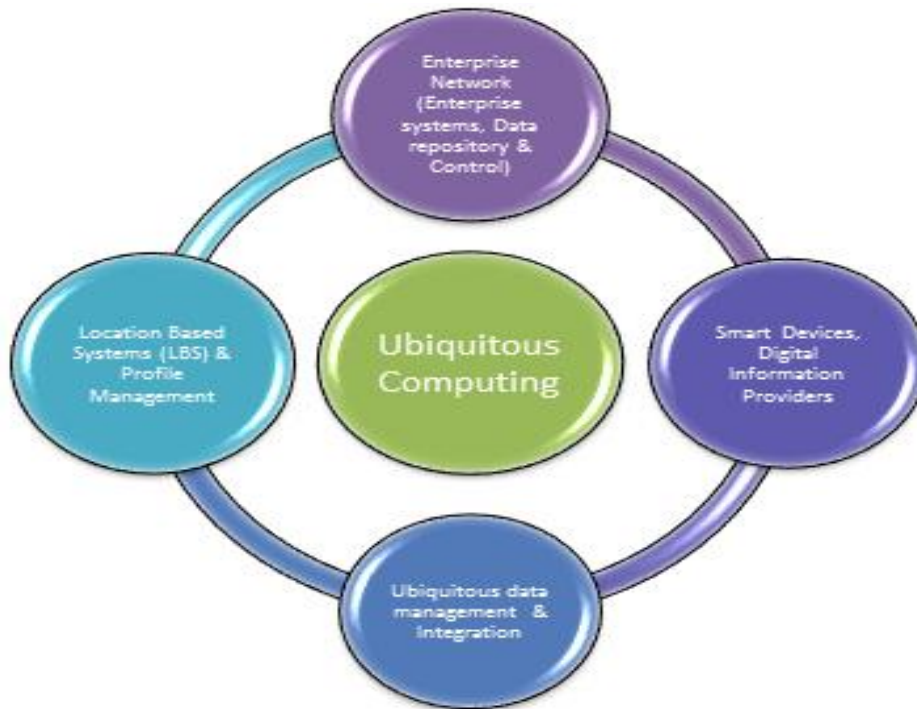 Enterprise
Network
(Enterprise
systems, Data
repository &
Control)
Location Based
Systems (LBS) &
Profile
Management
Ubiquitous
Computing
Smart Devices,
Digital
Information
Providers
Ubiquitous data
management &
Integration